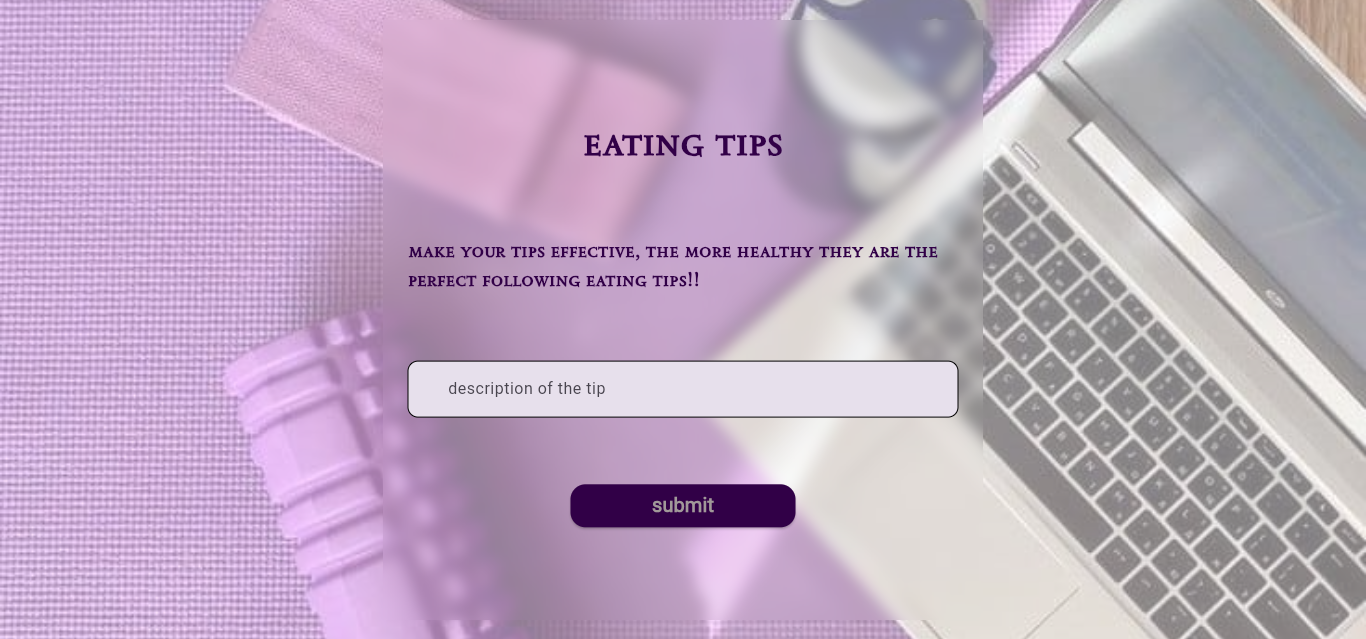 EATING TIPS
MAKE YOUR TIPS EFFECTIVE, THE MORE HEALTHY THEY ARE THE
PERFECT FOLLOWING EATING TIPS!!
description of the tip
submit